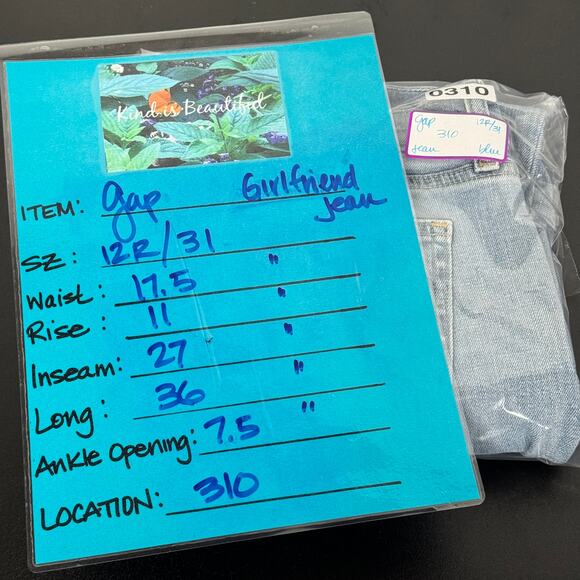 Kind is Beautiful
ITEM: Gap Girlfriend Jean
SZ: 12R/31
Waist: 17.5 "
Rise: 11 "
Inseam: 27 "
Long: 36 "
Ankle Opening: 7.5 "
LOCATION: 310
0310
Gap 12R/31
310
Jean blue